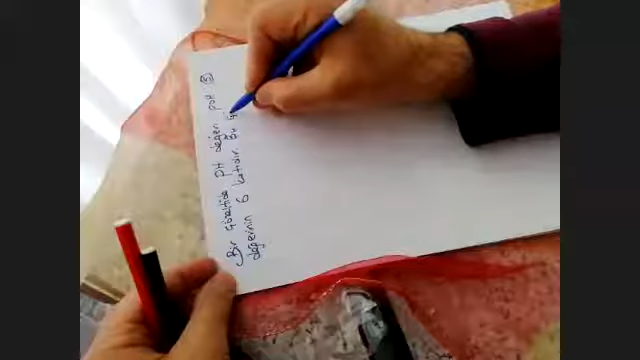 Bir çözeltide PH değeri pOH
değerinin 6 katıdır. Bu